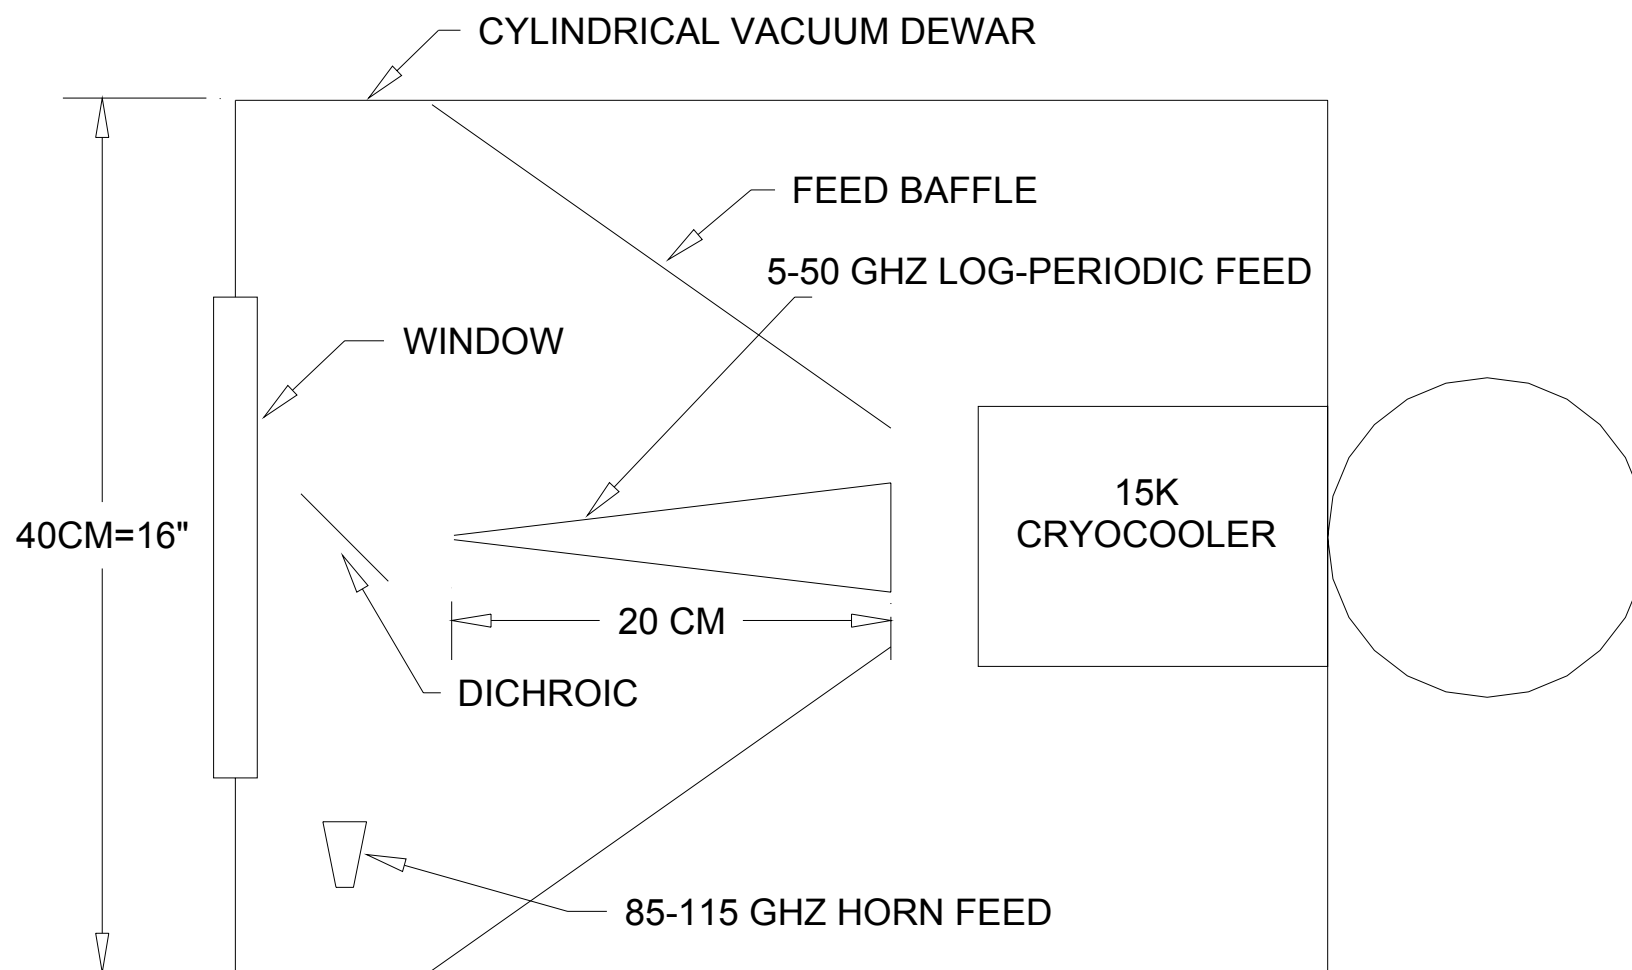 CYLINDRICAL VACUUM DEWAR
FEED BAFFLE
5-50 GHZ LOG-PERIODIC FEED
WINDOW
15K
CRYOCOOLER
40CM=16"
20 CM
DICHROIC
85-115 GHZ HORN FEED